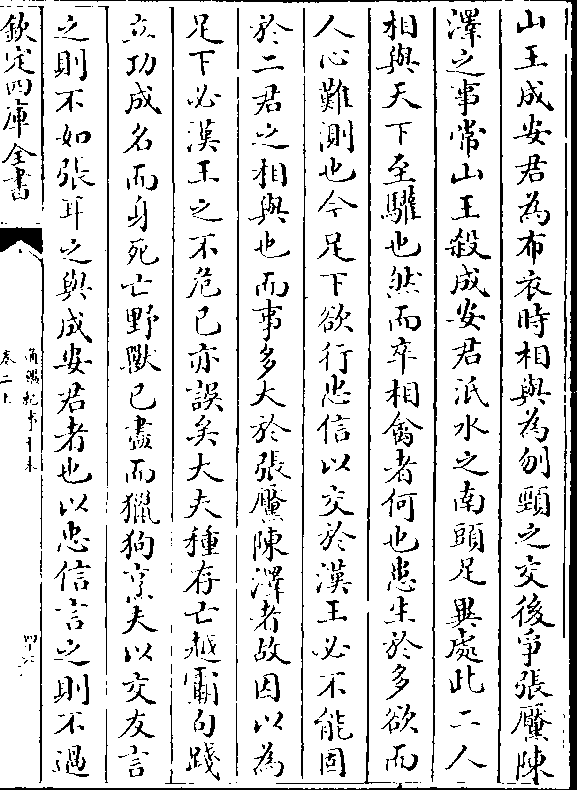 山王成安君為布衣時相與為刎頸之交後爭張黶陳
澤之事常山王殺成安君泜水之南頭足異處此二人
相與天下至驩也然而卒相禽者何也患生於多欲而
人心難測也今足下欲行忠信以交於漢王必不能固
於二君之相與也而事多大於張黶陳澤者故因以為
足下必漢王之不危已亦誤矣大夫種存亡越霸句踐
立功成名而身死亡野獸已盡而獵狗烹夫以交友言
之則不如張耳之與成安君者也以忠信言之則不過
欽定四庫全書
通鑑紀事本末
卷二上